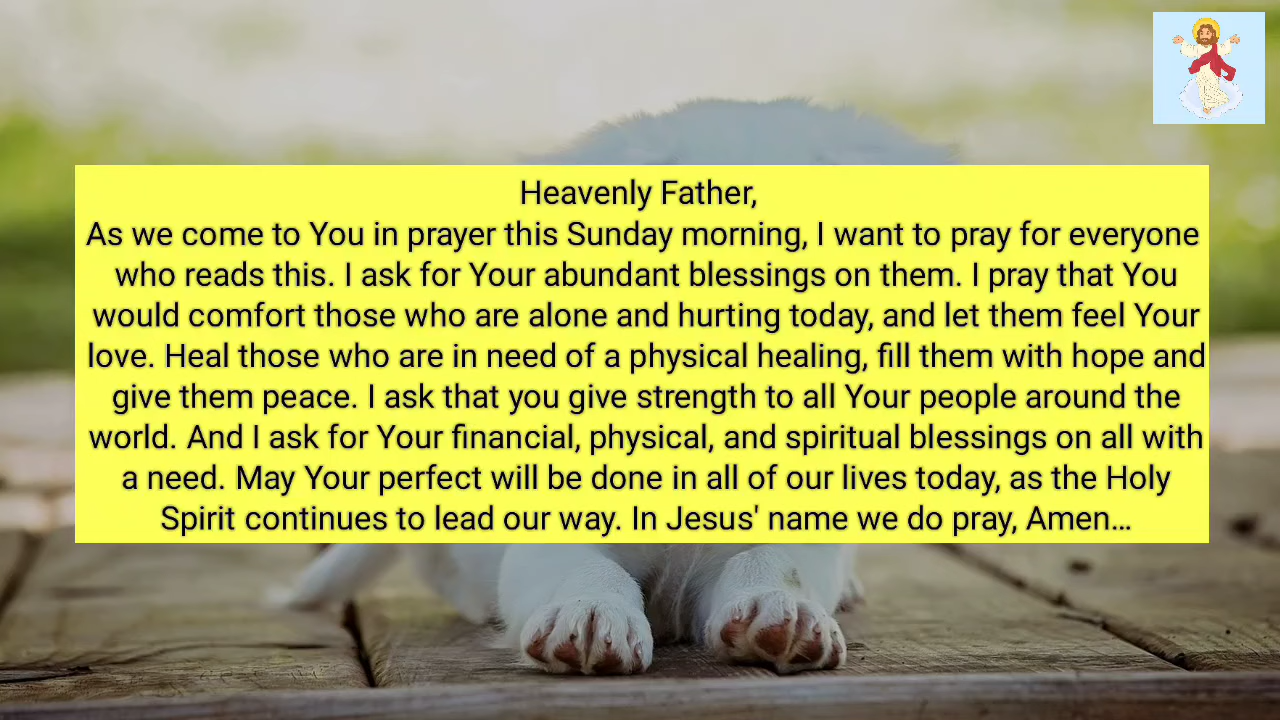 Heavenly Father,
As we come to You in prayer this Sunday morning, I want to pray for everyone
who reads this. I ask for Your abundant blessings on them. I pray that You
would comfort those who are alone and hurting today, and let them feel Your
love. Heal those who are in need of a physical healing, fill them with hope and
give them peace. I ask that you give strength to all Your people around the
world. And I ask for Your financial, physical, and spiritual blessings on all with
a need. May Your perfect will be done in all of our lives today, as the Holy
Spirit continues to lead our way. In Jesus' name we do pray, Amen...